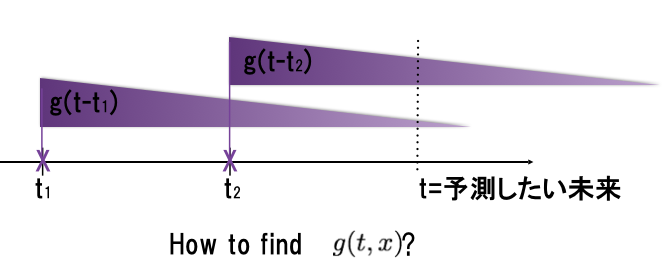 g(t-t₂)
g(t-t₁)
t₁ t₂ t=予測したい未来
How to find g(t, x)?